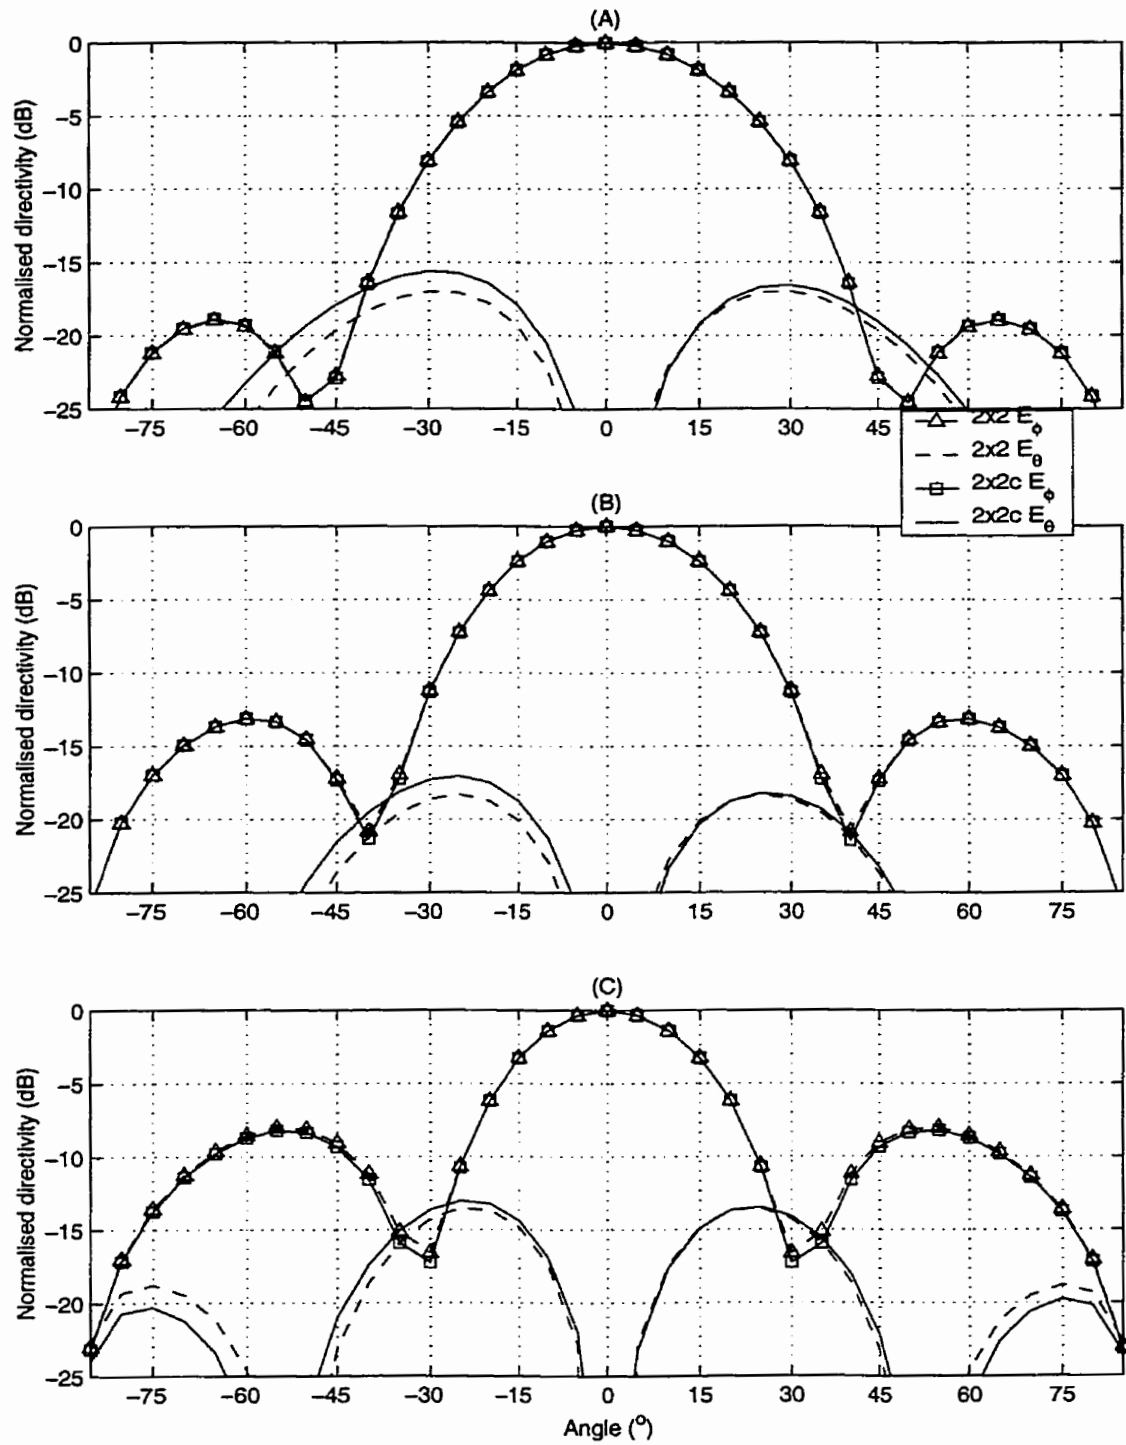 (A)
Normalised directivity (dB)
0
−5
−10
−15
−20
−25
−75 −60 −45 −30 −15 0 15 30 45
2x2 Eϕ
2x2 Eθ
2x2c Eϕ
2x2c Eθ
(B)
Normalised directivity (dB)
0
−5
−10
−15
−20
−25
−75 −60 −45 −30 −15 0 15 30 45 60 75
(C)
Normalised directivity (dB)
0
−5
−10
−15
−20
−25
−75 −60 −45 −30 −15 0 15 30 45 60 75
Angle (°)